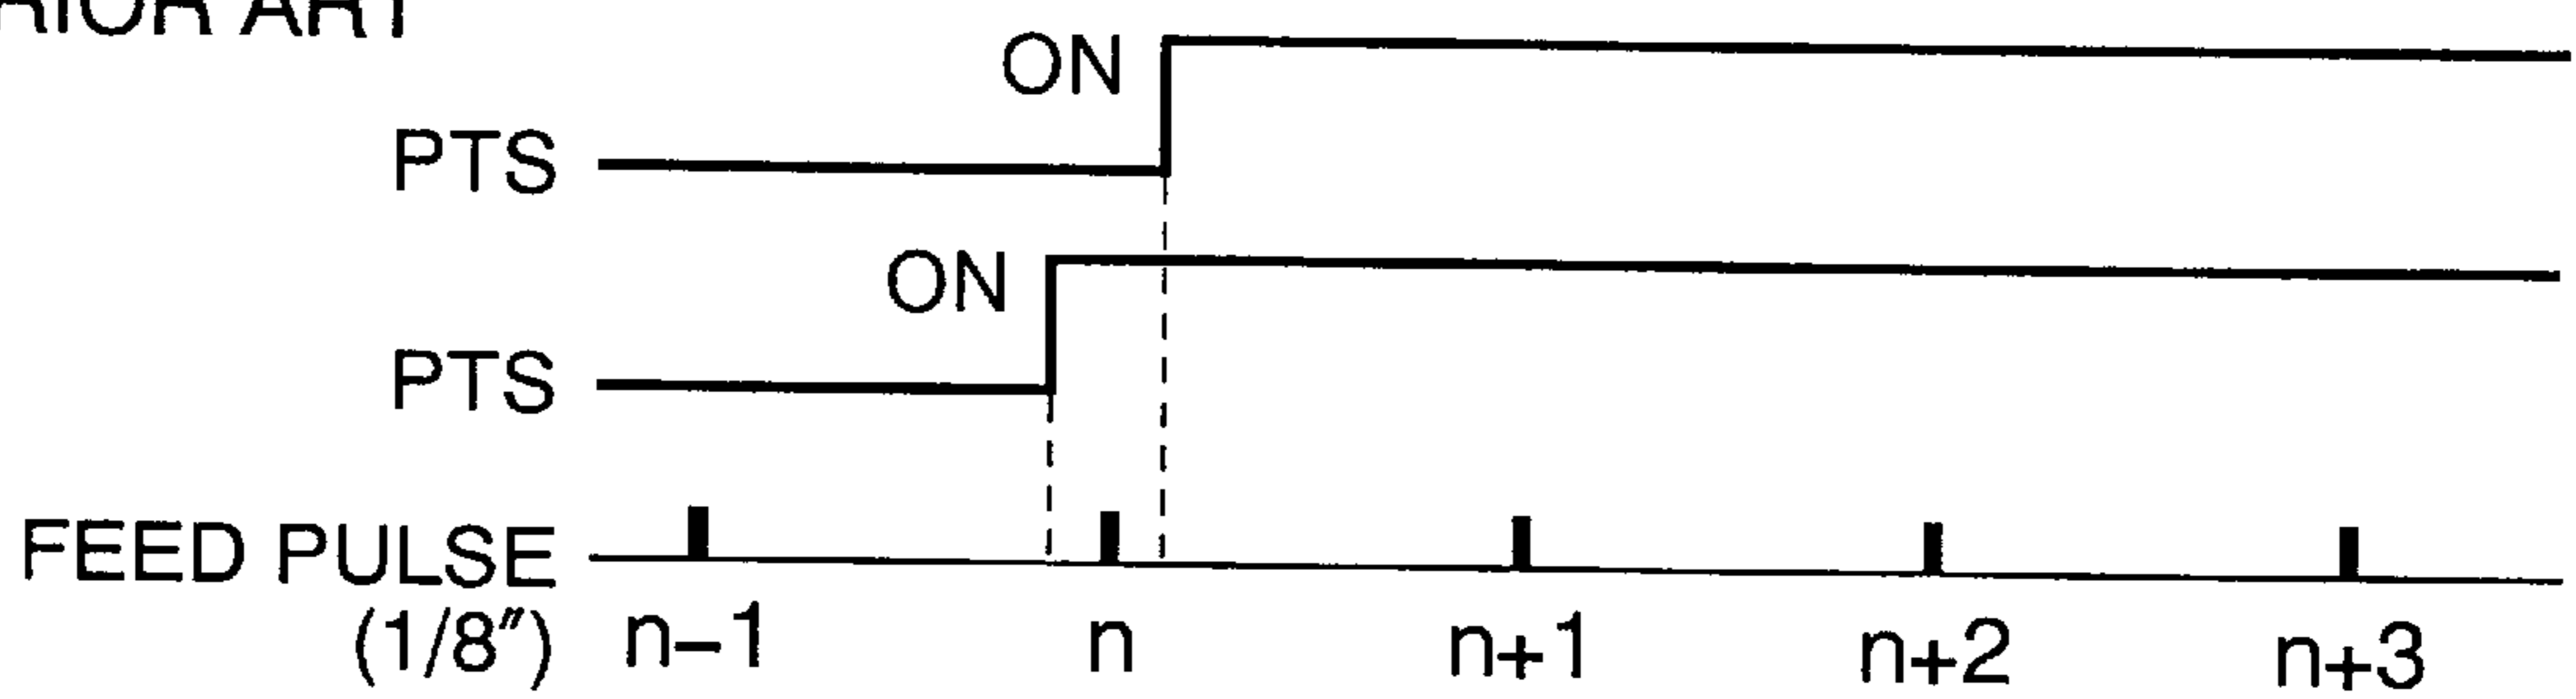 ON
PTS
ON
PTS
FEED PULSE
(1/8″) n−1 n n+1 n+2 n+3